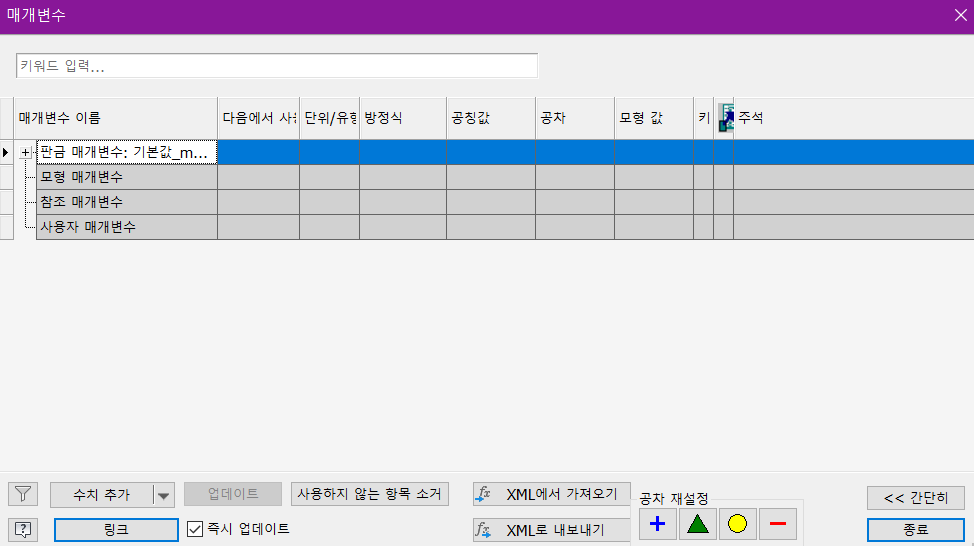 매개변수
키워드 입력...
매개변수 이름 다음에서 사 단위/유형 방정식 공칭값 공차 모형 값 키 주석
판금 매개변수: 기본값_m...
모형 매개변수
참조 매개변수
사용자 매개변수
수치 추가 업데이트 사용하지 않는 항목 소거 fx XML에서 가져오기 공차 재설정 << 간단히
? 링크 즉시 업데이트 fx XML로 내보내기 종료